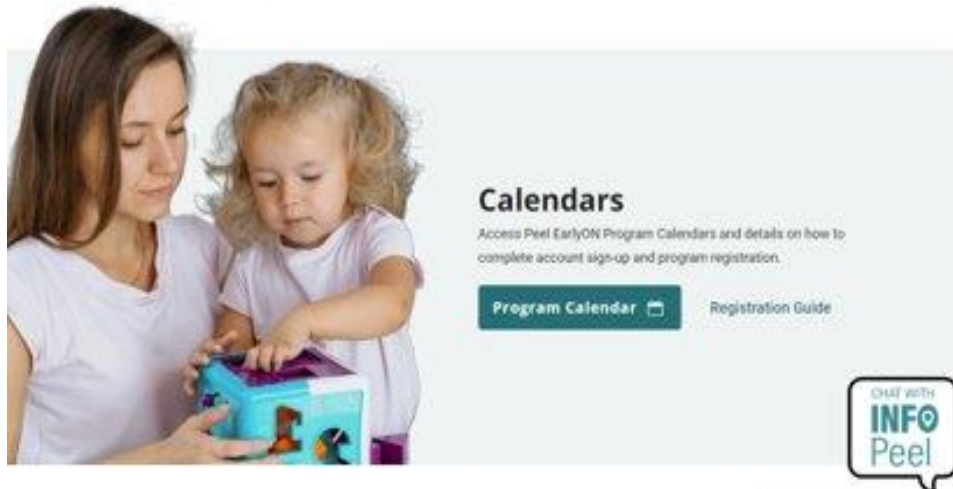 Calendars
Access Peel EarlyON Program Calendars and details on how to
complete account sign-up and program registration.
Program Calendar
Registration Guide
CHAT WITH
INFO
Peel